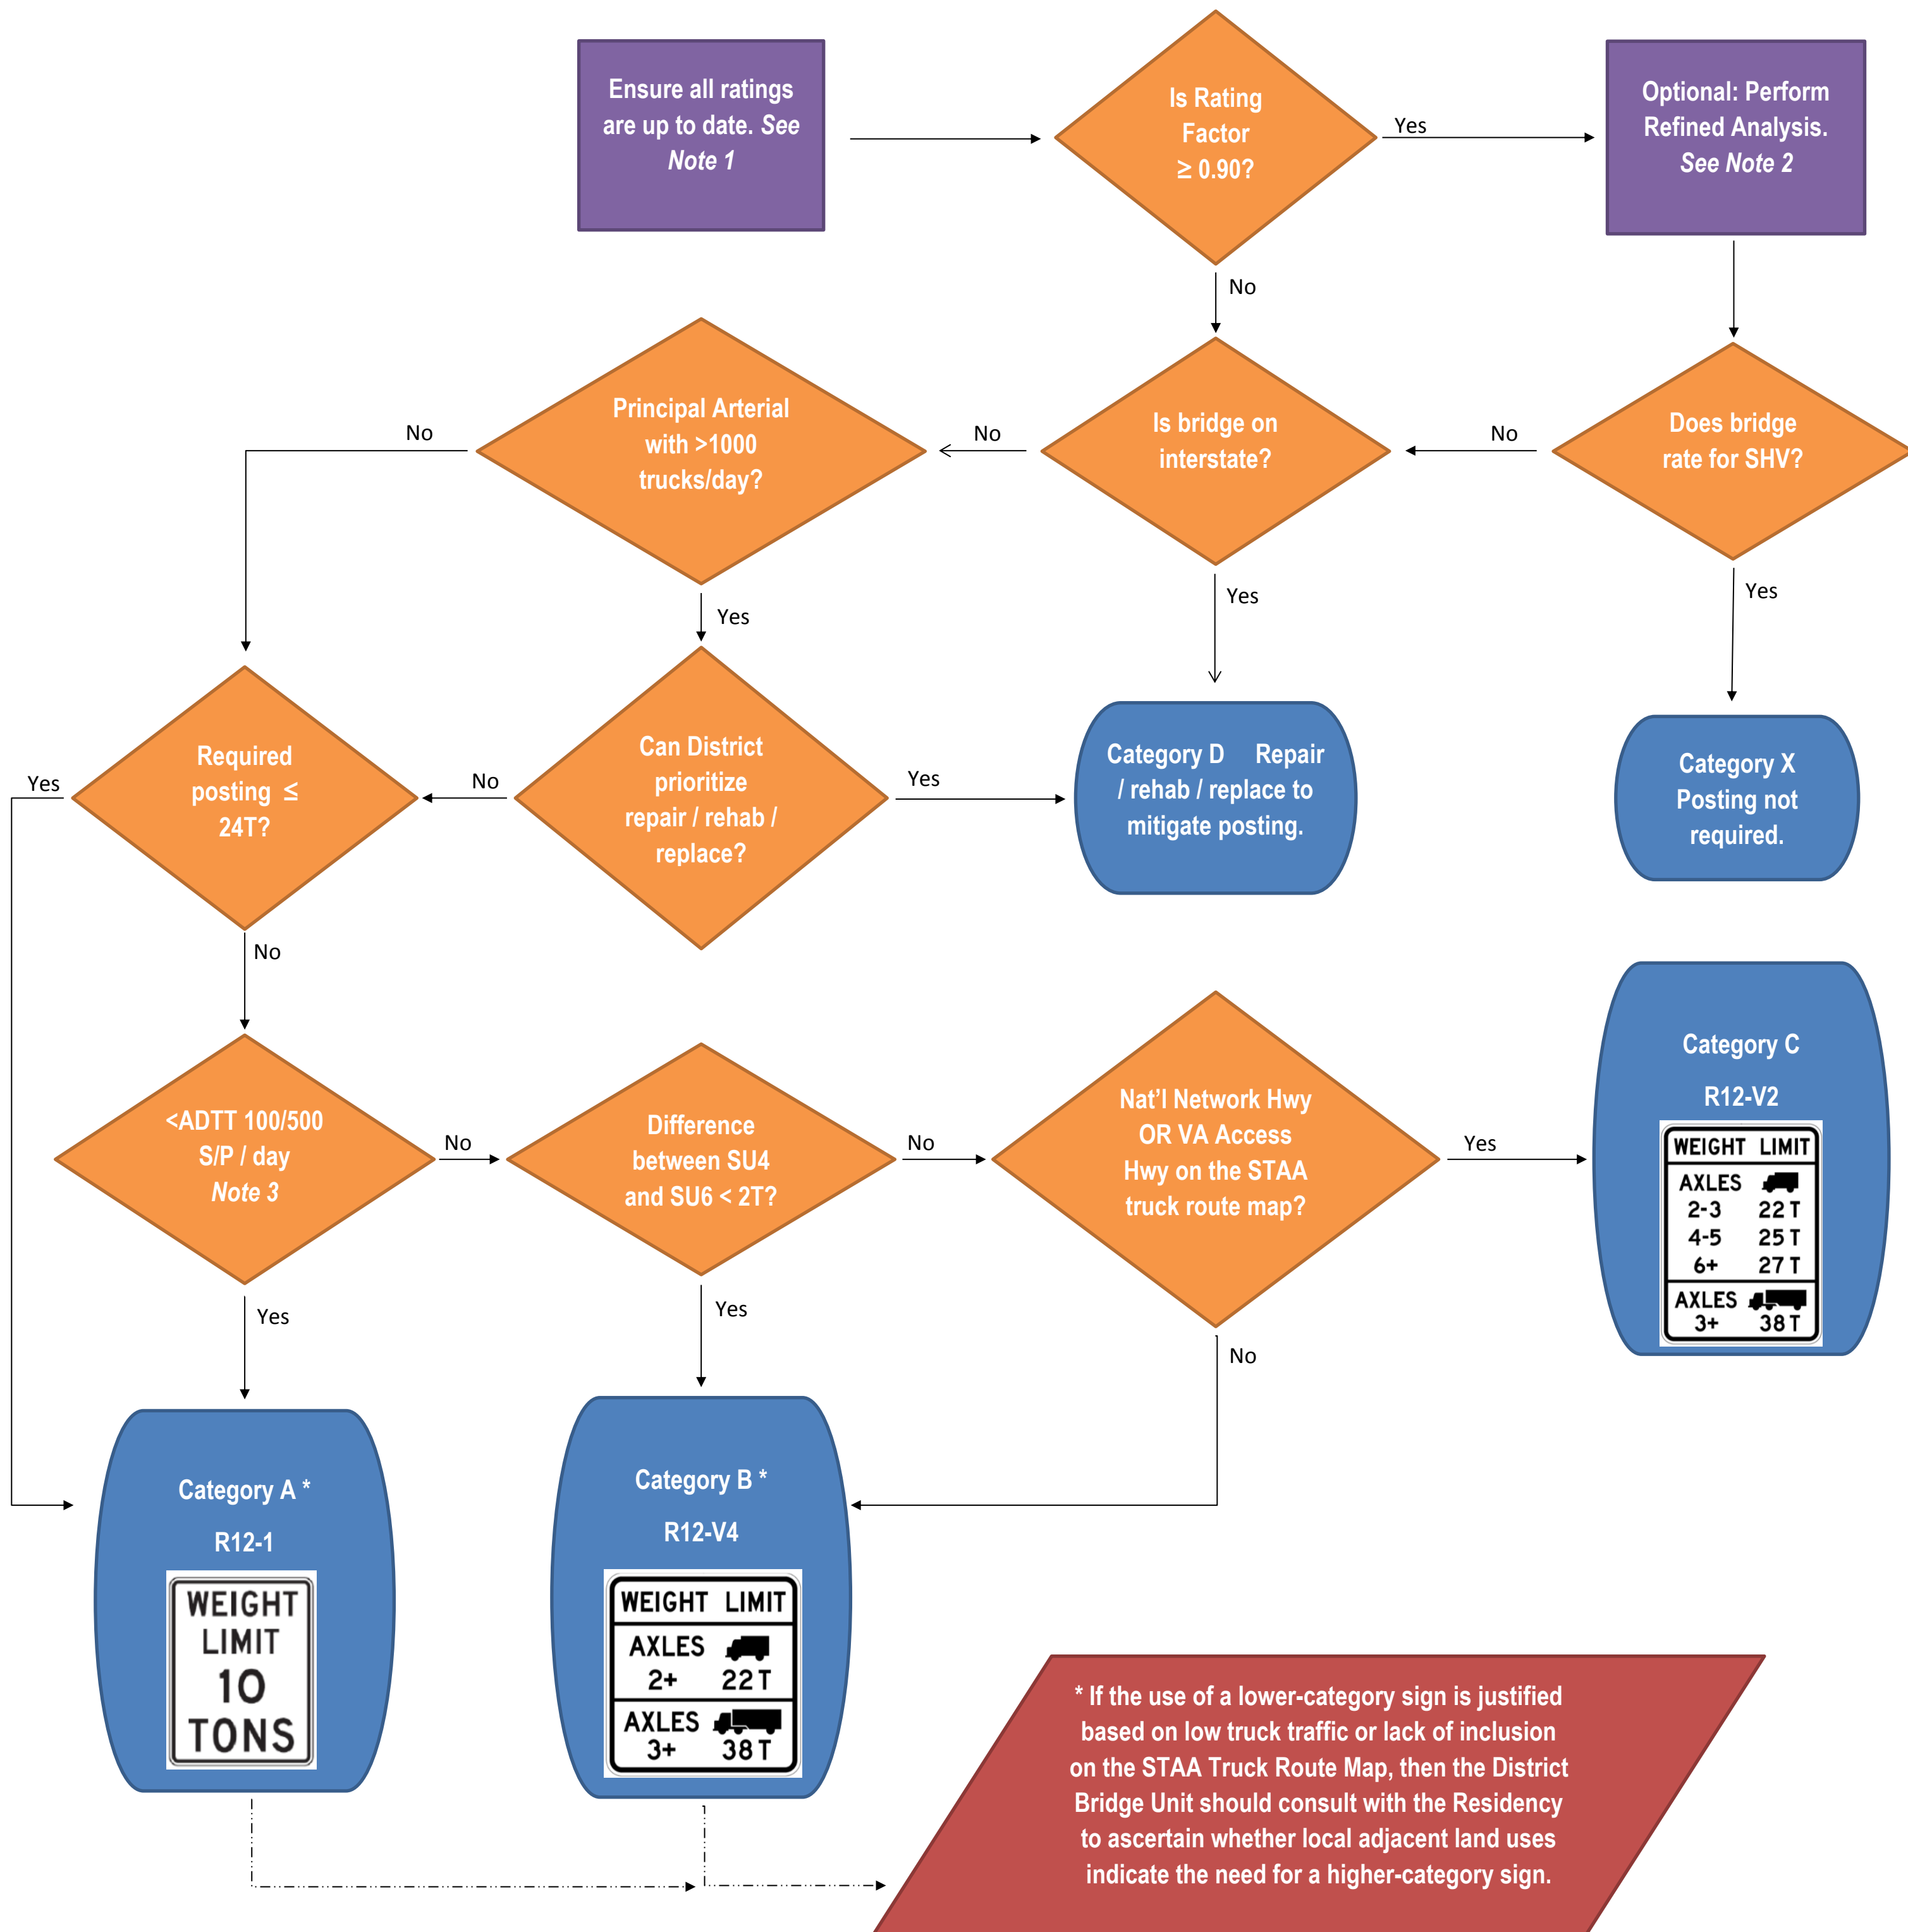 Ensure all ratings
are up to date. See
Note 1
Is Rating
Factor
≥ 0.90?
Yes
Optional: Perform
Refined Analysis.
See Note 2
No
Principal Arterial
with >1000
trucks/day?
No
No
Is bridge on
interstate?
No
Does bridge
rate for SHV?
Yes
Yes
Yes
Required
posting ≤
24T?
Yes
No
Can District
prioritize
repair / rehab /
replace?
Yes
Category D Repair
/ rehab / replace to
mitigate posting.
Category X
Posting not
required.
No
<ADTT 100/500
S/P / day
Note 3
No
Difference
between SU4
and SU6 < 2T?
No
Nat'l Network Hwy
OR VA Access
Hwy on the STAA
truck route map?
Yes
Category C
R12-V2
WEIGHT LIMIT
AXLES
2-3 22 T
4-5 25 T
6+ 27 T
AXLES
3+ 38 T
Yes
Yes
No
Category A *
R12-1
WEIGHT
LIMIT
10
TONS
Category B *
R12-V4
WEIGHT LIMIT
AXLES
2+ 22 T
AXLES
3+ 38 T
* If the use of a lower-category sign is justified
based on low truck traffic or lack of inclusion
on the STAA Truck Route Map, then the District
Bridge Unit should consult with the Residency
to ascertain whether local adjacent land uses
indicate the need for a higher-category sign.